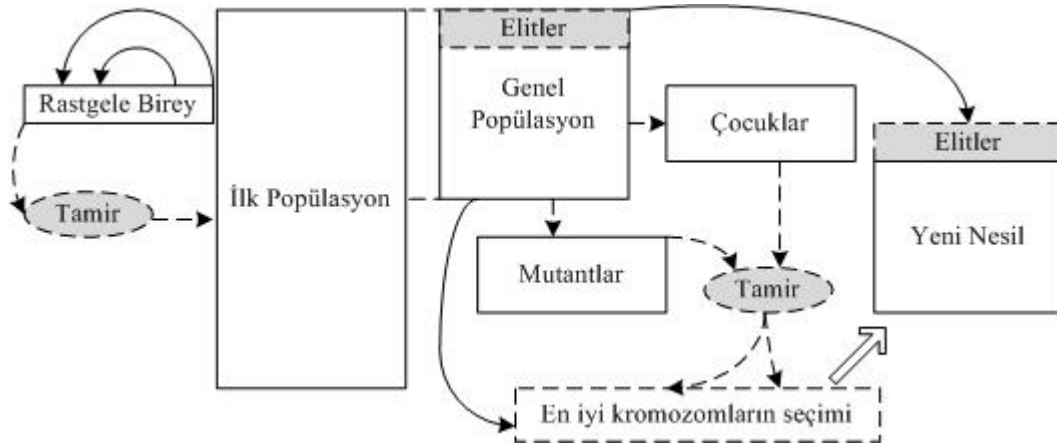 Elitler
Rastgele Birey
Genel
Popülasyon
Çocuklar
Elitler
Tamir
İlk Popülasyon
Yeni Nesil
Mutantlar
Tamir
En iyi kromozomların seçimi